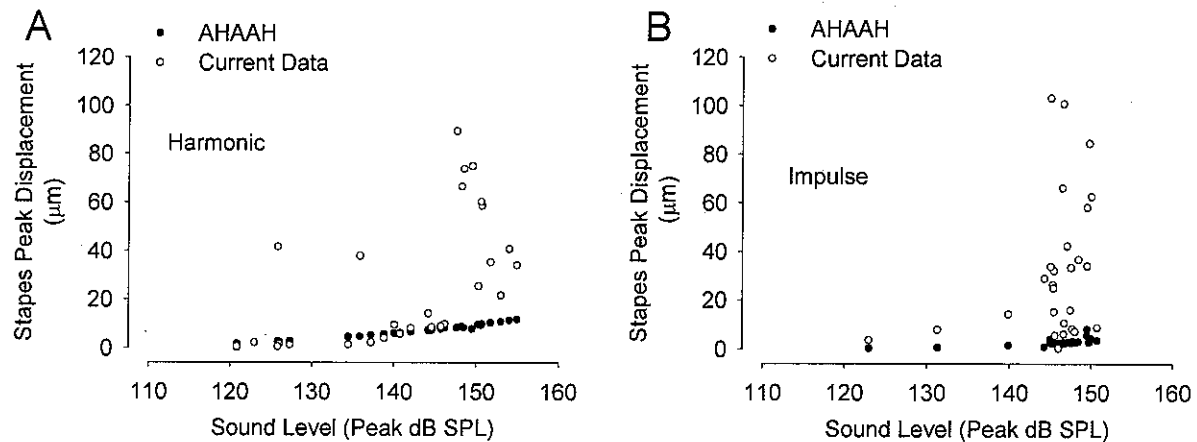 A
AHAAH
Current Data
Harmonic
Stapes Peak Displacement
(μm)
120
100
80
60
40
20
0
110 120 130 140 150 160
Sound Level (Peak dB SPL)
B
AHAAH
Current Data
Impulse
Stapes Peak Displacement
(μm)
120
100
80
60
40
20
0
110 120 130 140 150 160
Sound Level (Peak dB SPL)